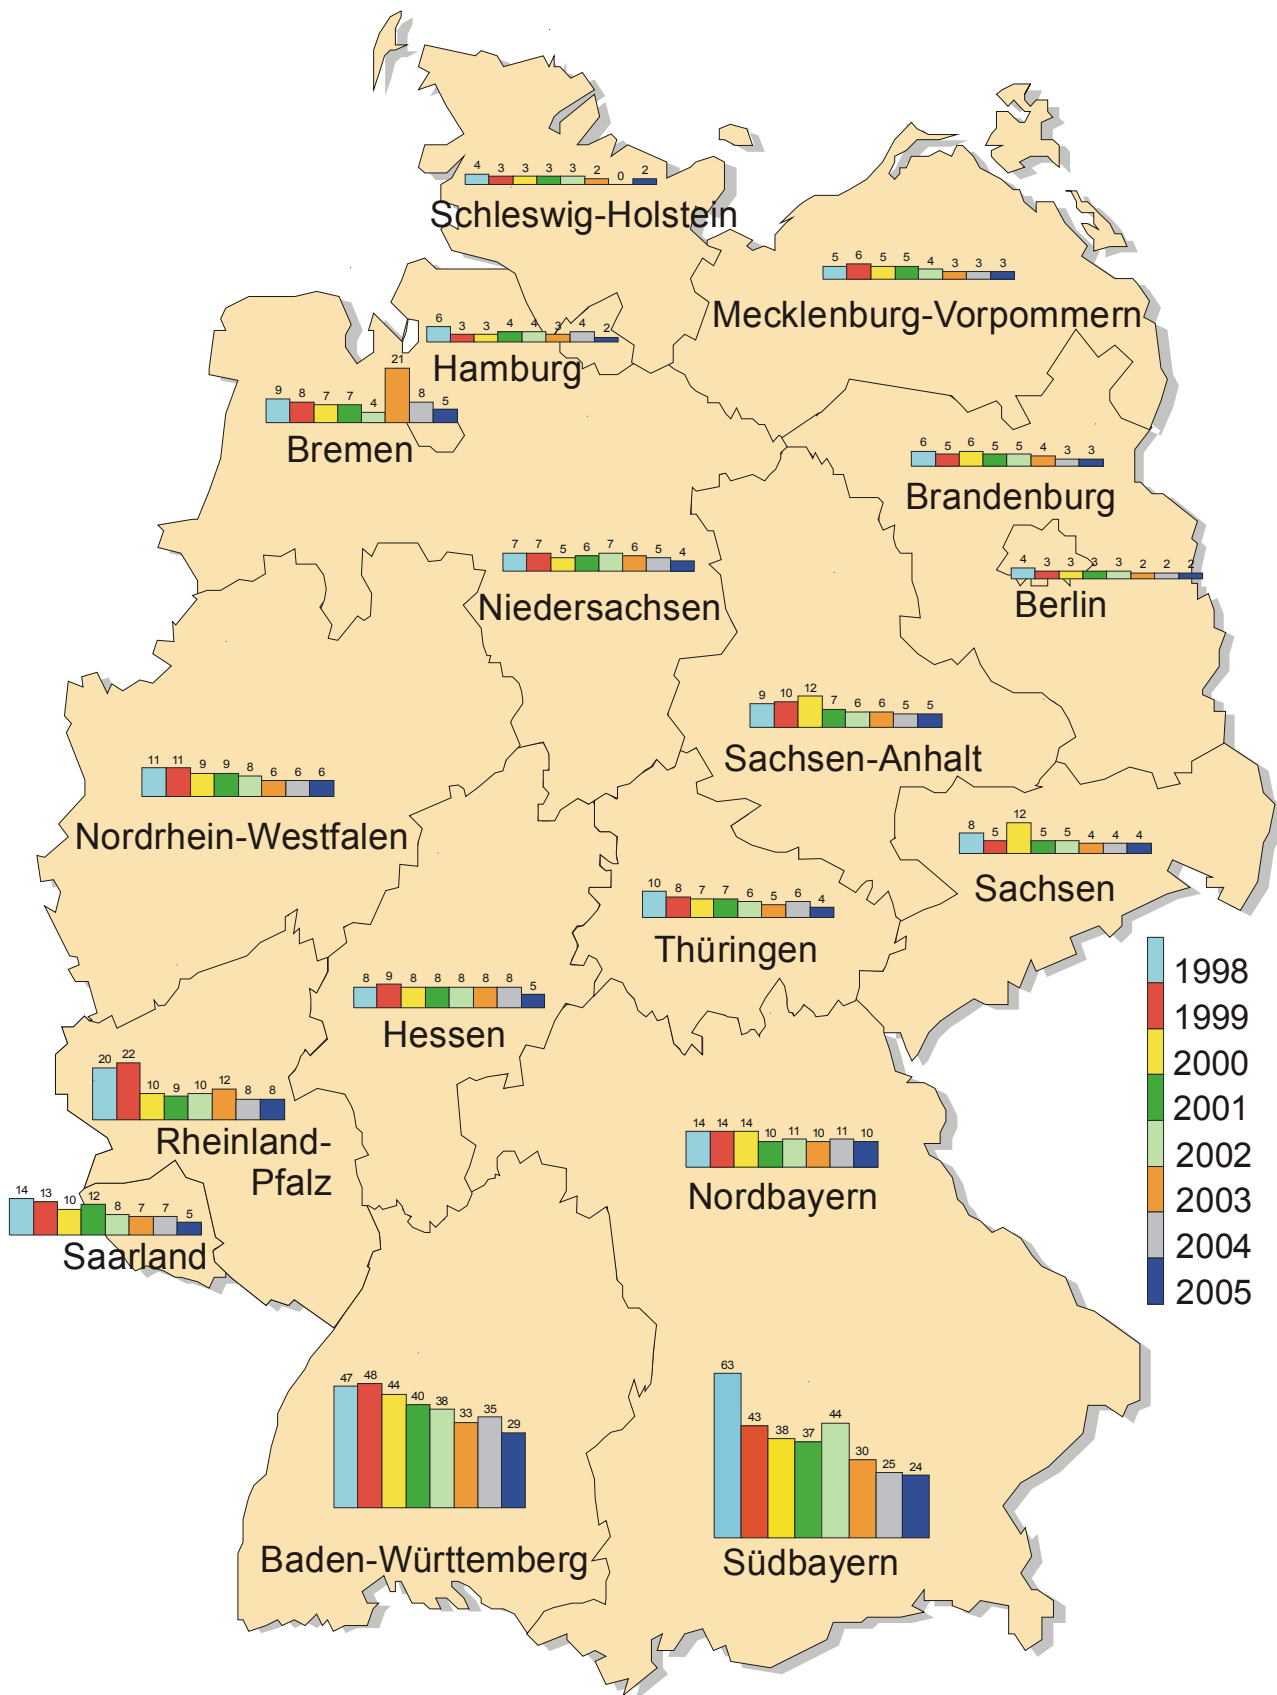 4 3 3 3 3 2 0 2
Schleswig-Holstein
5 6 5 5 4 3 3 3
Mecklenburg-Vorpommern
6 3 3 4 4 3 4 2
Hamburg
9 8 7 7 4 21 8 5
Bremen
6 5 6 5 5 4 3 3
Brandenburg
7 7 5 6 7 6 5 4
Niedersachsen
4 3 3 3 3 2 2 2
Berlin
9 10 12 7 6 6 5 5
Sachsen-Anhalt
11 11 9 9 8 6 6 6
Nordrhein-Westfalen
8 5 12 5 5 4 4 4
Sachsen
10 8 7 7 6 5 6 4
Thüringen
8 9 8 8 8 8 8 5
Hessen
20 22 10 9 10 12 8 8
Rheinland-
Pfalz
14 14 14 10 11 10 11 10
Nordbayern
14 13 10 12 8 7 7 5
Saarland
1998
1999
2000
2001
2002
2003
2004
2005
47 48 44 40 38 33 35 29
Baden-Württemberg
63 43 38 37 44 30 25 24
Südbayern